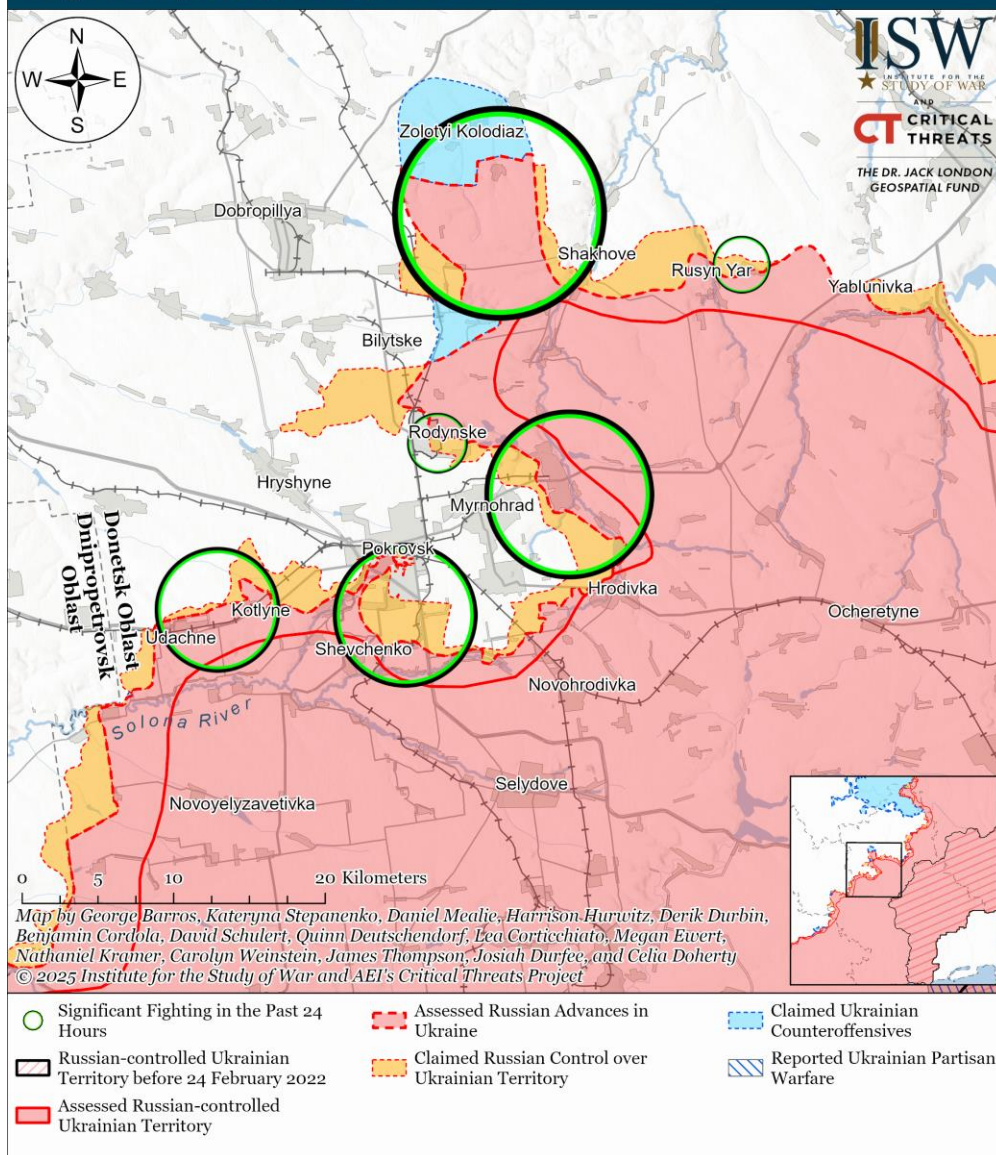 N
W E
S
ISW
INSTITUTE FOR THE
STUDY OF WAR
AND
CT CRITICAL
THREATS
THE DR. JACK LONDON
GEOSPATIAL FUND
Zolotyi Kolodiaz
Dobropillya
Shakhove
Rusyn Yar
Yablunivka
Bilytske
Rodynske
Hryshyne
Myrnohrad
Donetsk Oblast
Dnipropetrovsk
Oblast
Pokrovsk
Hrodivka
Kotlyne
Ocheretyne
Udachne
Shevchenko
Novohrodivka
Solona River
Selydove
Novoyelyzavetivka
0 5 10 20 Kilometers
Map by George Barros, Kateryna Stepanenko, Daniel Mealie, Harrison Hurwitz, Derik Durbin,
Benjamin Cordola, David Schulert, Quinn Deutschendorf, Lea Corticchiato, Megan Ewert,
Nathaniel Kramer, Carolyn Weinstein, James Thompson, Josiah Durfee, and Celia Doherty
© 2025 Institute for the Study of War and AEI's Critical Threats Project
Significant Fighting in the Past 24
Hours
Russian-controlled Ukrainian
Territory before 24 February 2022
Assessed Russian-controlled
Ukrainian Territory
Assessed Russian Advances in
Ukraine
Claimed Russian Control over
Ukrainian Territory
Claimed Ukrainian
Counteroffensives
Reported Ukrainian Partisan
Warfare